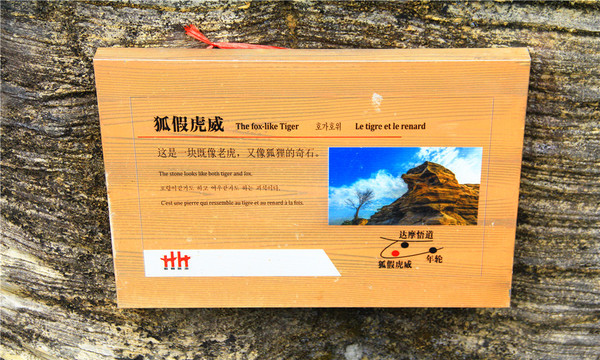 狐假虎威 The fox-like Tiger 호가호위 Le tigre et le renard
这是一块既像老虎，又像狐狸的奇石。
The stone looks like both tiger and fox.
C'est une pierre qui ressemble au tigre et au renard à la fois.
达摩悟道
狐假虎威
年轮